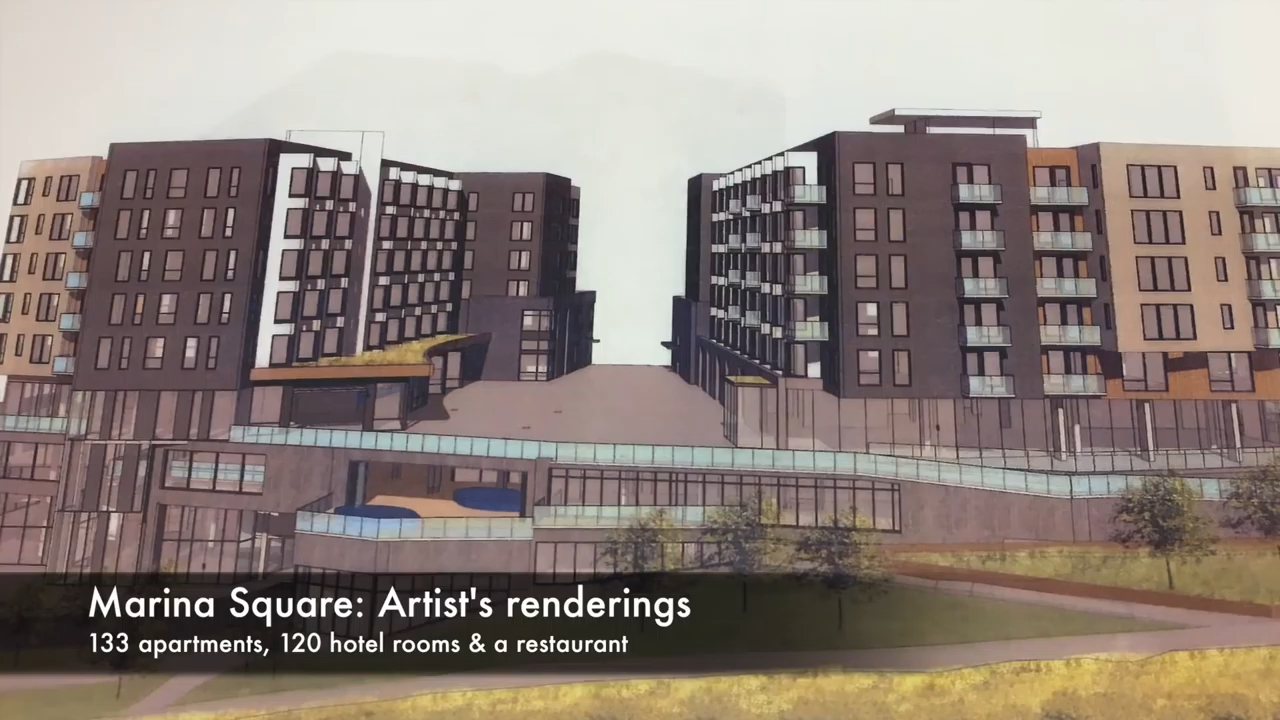 Marina Square: Artist's renderings
133 apartments, 120 hotel rooms & a restaurant